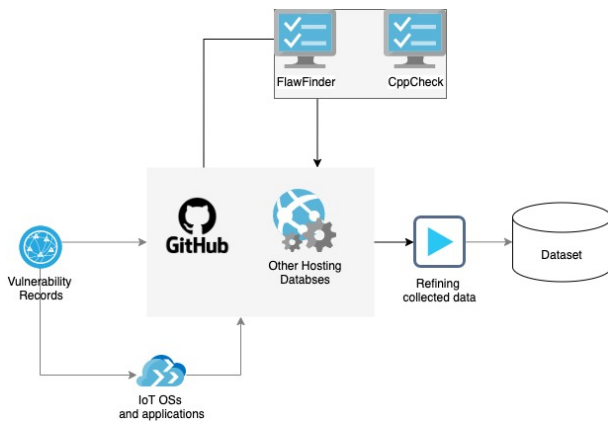 FlawFinder
CppCheck
GitHub
Other Hosting
Databses
Vulnerability
Records
Refining
collected data
Dataset
IoT OSs
and applications